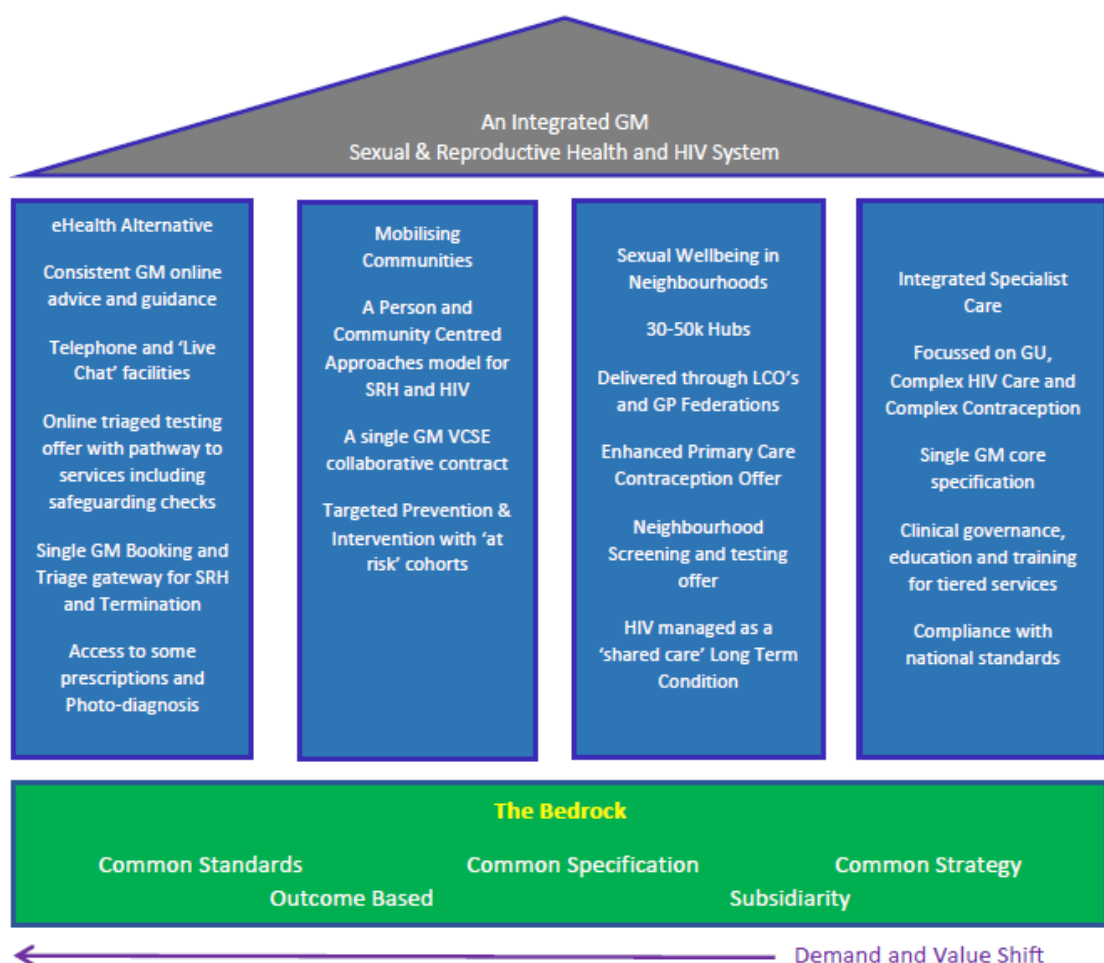 An Integrated GM
Sexual & Reproductive Health and HIV System
eHealth Alternative
Consistent GM online
advice and guidance
Telephone and ‘Live
Chat’ facilities
Online triaged testing
offer with pathway to
services including
safeguarding checks
Single GM Booking and
Triage gateway for SRH
and Termination
Access to some
prescriptions and
Photo-diagnosis
Mobilising
Communities
A Person and
Community Centred
Approaches model for
SRH and HIV
A single GM VCSE
collaborative contract
Targeted Prevention &
Intervention with ‘at
risk’ cohorts
Sexual Wellbeing in
Neighbourhoods
30-50k Hubs
Delivered through LCO’s
and GP Federations
Enhanced Primary Care
Contraception Offer
Neighbourhood
Screening and testing
offer
HIV managed as a
‘shared care’ Long Term
Condition
Integrated Specialist
Care
Focussed on GU,
Complex HIV Care and
Complex Contraception
Single GM core
specification
Clinical governance,
education and training
for tiered services
Compliance with
national standards
The Bedrock
Common Standards Common Specification Common Strategy
Outcome Based Subsidiarity
Demand and Value Shift